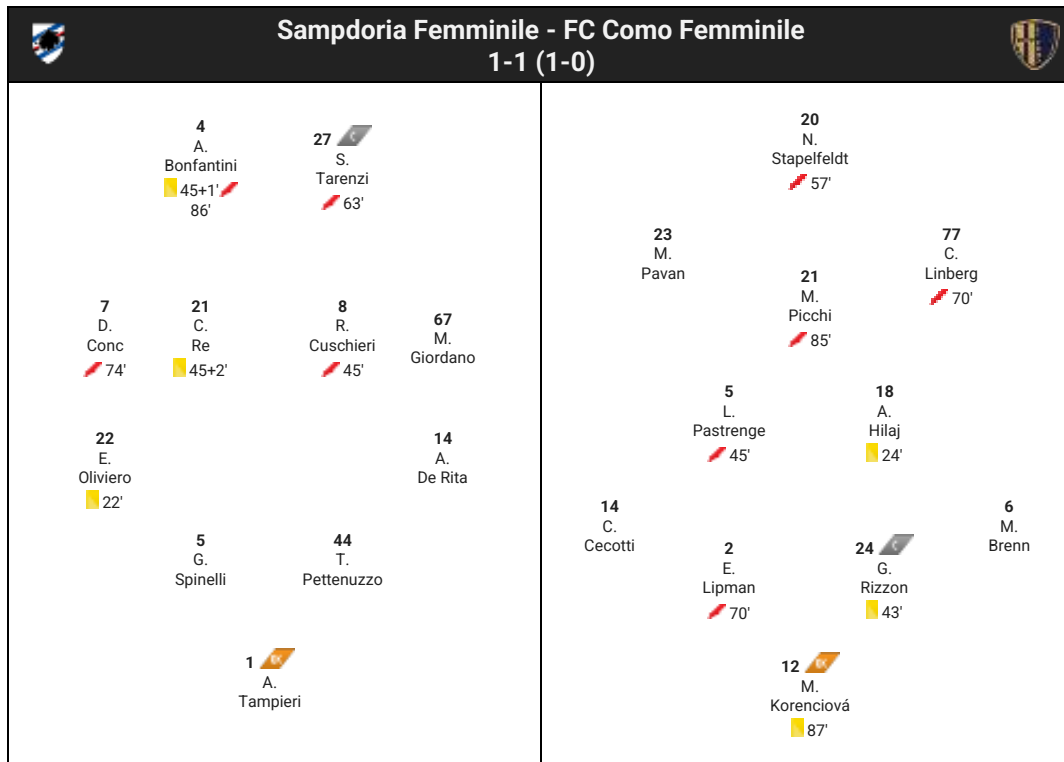 Sampdoria Femminile - FC Como Femminile
1-1 (1-0)
4
A.
Bonfantini
45+1'
86'
27 C
S.
Tarenzi
63'
7
D.
Conc
74'
21
C.
Re
45+2'
8
R.
Cuschieri
45'
67
M.
Giordano
22
E.
Oliviero
22'
14
A.
De Rita
5
G.
Spinelli
44
T.
Pettenuzzo
1
A.
Tampieri
20
N.
Stapelfeldt
57'
23
M.
Pavan
21
M.
Picchi
85'
77
C.
Linberg
70'
5
L.
Pastrenge
45'
18
A.
Hilaj
24'
14
C.
Cecotti
2
E.
Lipman
70'
24 C
G.
Rizzon
43'
6
M.
Brenn
12
M.
Korenciová
87'